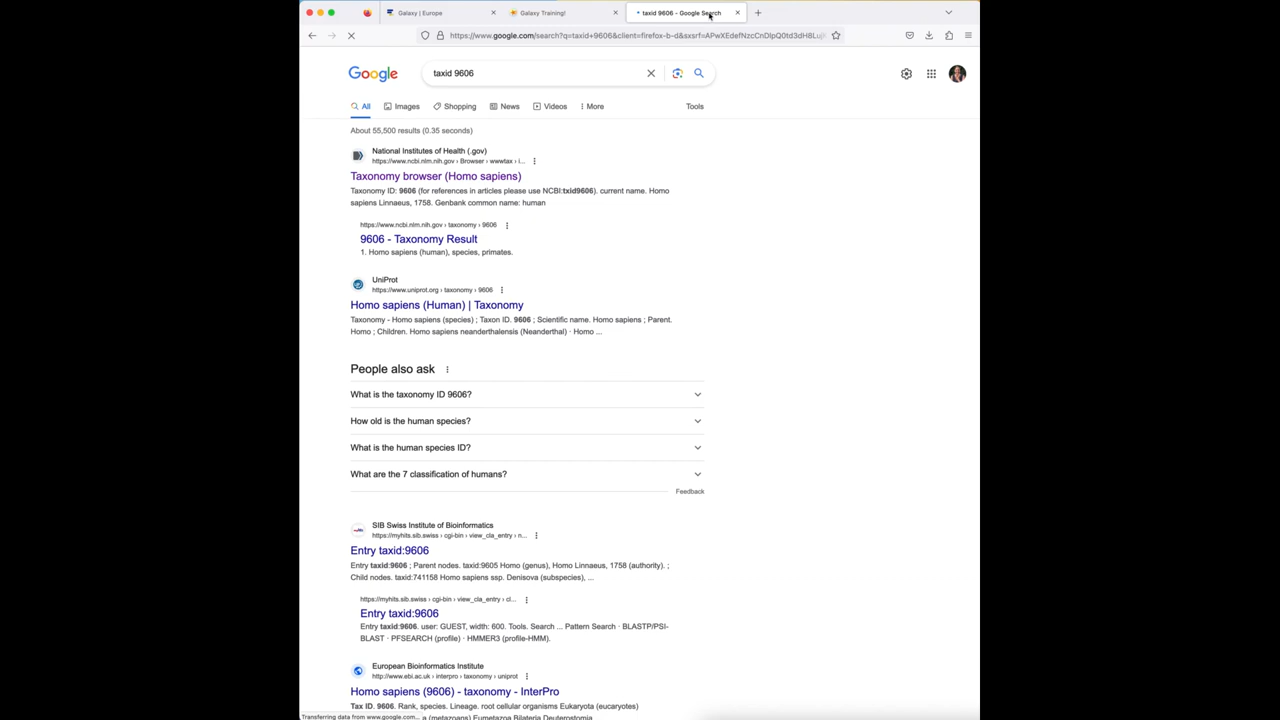 Galaxy | Europe
Galaxy Training!
taxid 9606 - Google Search
https://www.google.com/search?q=taxid+9606&client=firefox-b-d&sxsrf=
Google
taxid 9606
All
Images
Shopping
News
Videos
More
Tools
About 55,500 results (0.35 seconds)
National Institutes of Health (.gov)
https://www.ncbi.nlm.nih.gov › Browser › wwwtax › i...
Taxonomy browser (Homo sapiens)
Taxonomy ID: 9606 (for references in articles please use NCBI:txid9606). current name. Homo
sapiens Linnaeus, 1758. Genbank common name: human
https://www.ncbi.nlm.nih.gov › taxonomy › 9606
9606 - Taxonomy Result
1. Homo sapiens (human), species, primates.
UniProt
https://www.uniprot.org › taxonomy › 9606
Homo sapiens (Human) | Taxonomy
Taxonomy - Homo sapiens (species) ; Taxon ID. 9606 ; Scientific name. Homo sapiens ; Parent.
Homo ; Children. Homo sapiens neanderthalensis (Neanderthal) · Homo ...
People also ask
What is the taxonomy ID 9606?
How old is the human species?
What is the human species ID?
What are the 7 classification of humans?
Feedback
SIB Swiss Institute of Bioinformatics
https://myhits.sib.swiss › cgi-bin › view_cla_entry › n...
Entry taxid:9606
Entry taxid:9606 ; Parent nodes. taxid:9605 Homo (genus), Homo Linnaeus, 1758 (authority). ;
Child nodes. taxid:741158 Homo sapiens ssp. Denisova (subspecies), ...
https://myhits.sib.swiss › cgi-bin › view_cla_entry › cl...
Entry taxid:9606
Entry taxid:9606. user: GUEST, width: 600. Tools. Search ... Pattern Search · BLASTP/PSI-
BLAST · PFSEARCH (profile) · HMMER3 (profile-HMM).
European Bioinformatics Institute
http://www.ebi.ac.uk › interpro › taxonomy › uniprot
Homo sapiens (9606) - taxonomy - InterPro
Tax ID. 9606. Rank, species. Lineage. root cellular organisms Eukaryota (eucaryotes)
Transferring data from www.google.com...
(metazoans) Eumetazoa Bilateria Deuterostomia